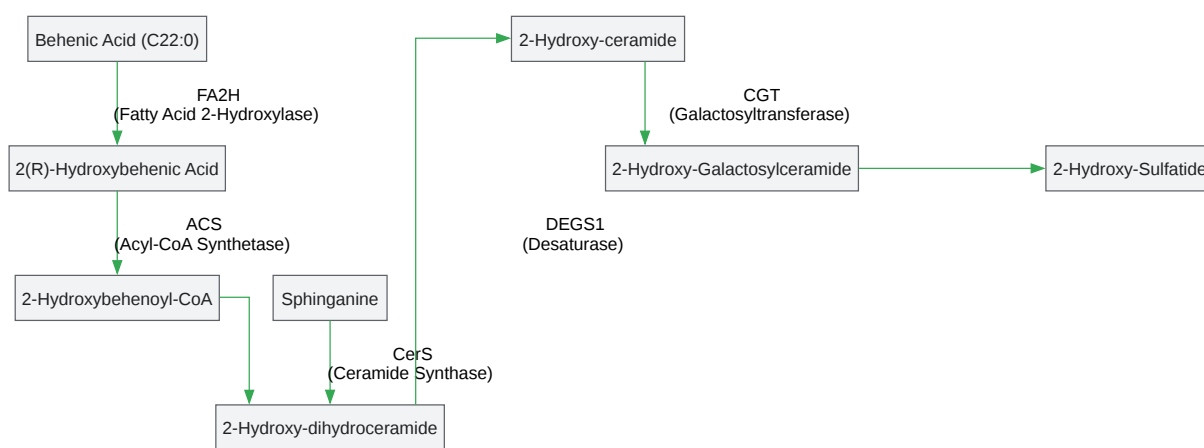 Behenic Acid (C22:0)
2-Hydroxy-ceramide
FA2H
(Fatty Acid 2-Hydroxylase)
CGT
(Galactosyltransferase)
2(R)-Hydroxybehenic Acid
2-Hydroxy-Galactosylceramide
2-Hydroxy-Sulfatide
ACS
(Acyl-CoA Synthetase)
DEGS1
(Desaturase)
2-Hydroxybehenoyl-CoA
Sphinganine
CerS
(Ceramide Synthase)
2-Hydroxy-dihydroceramide